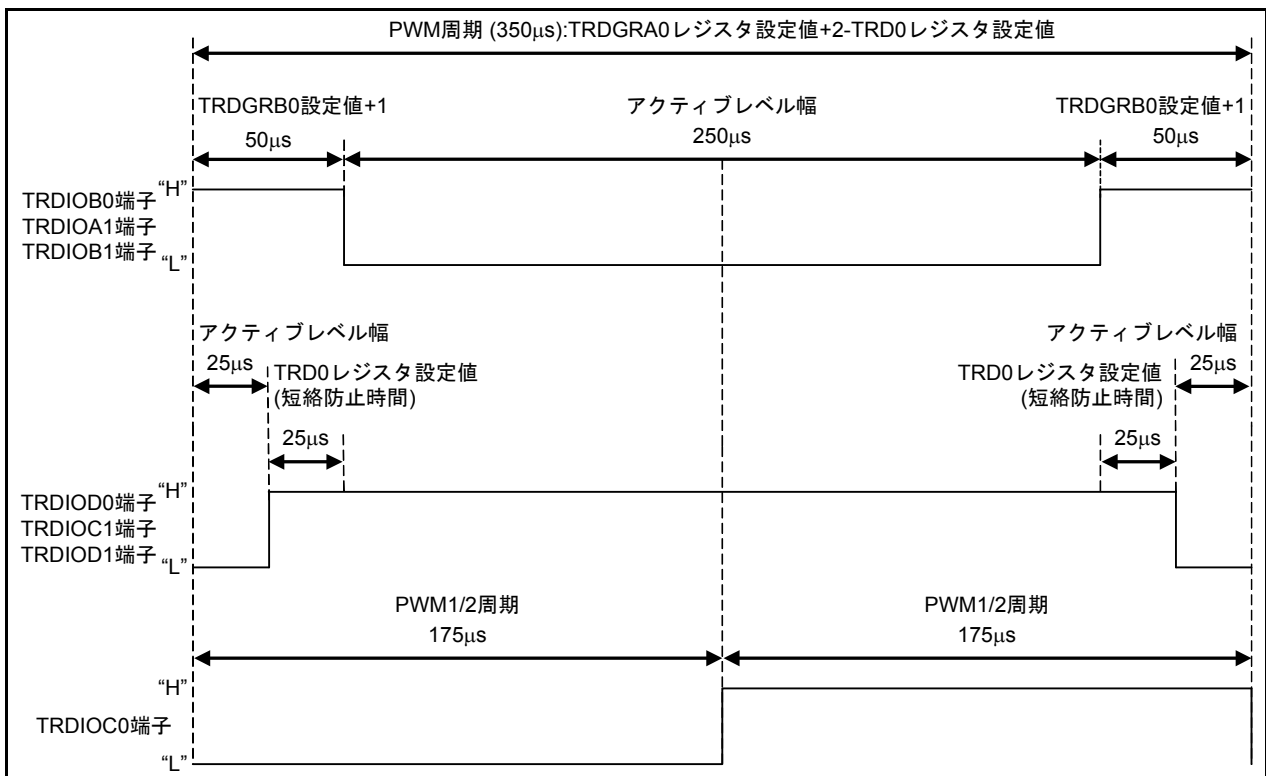 PWM周期 (350μs):TRDGRA0レジスタ設定値+2-TRD0レジスタ設定値
TRDGRB0設定値+1
アクティブレベル幅
TRDGRB0設定値+1
50μs
250μs
50μs
“H”
TRDIOB0端子
TRDIOA1端子
TRDIOB1端子
“L”
アクティブレベル幅
アクティブレベル幅
25μs
TRD0レジスタ設定値
(短絡防止時間)
TRD0レジスタ設定値
(短絡防止時間)
25μs
25μs
25μs
“H”
TRDIOD0端子
TRDIOC1端子
TRDIOD1端子
“L”
PWM1/2周期
PWM1/2周期
175μs
175μs
“H”
TRDIOC0端子
“L”